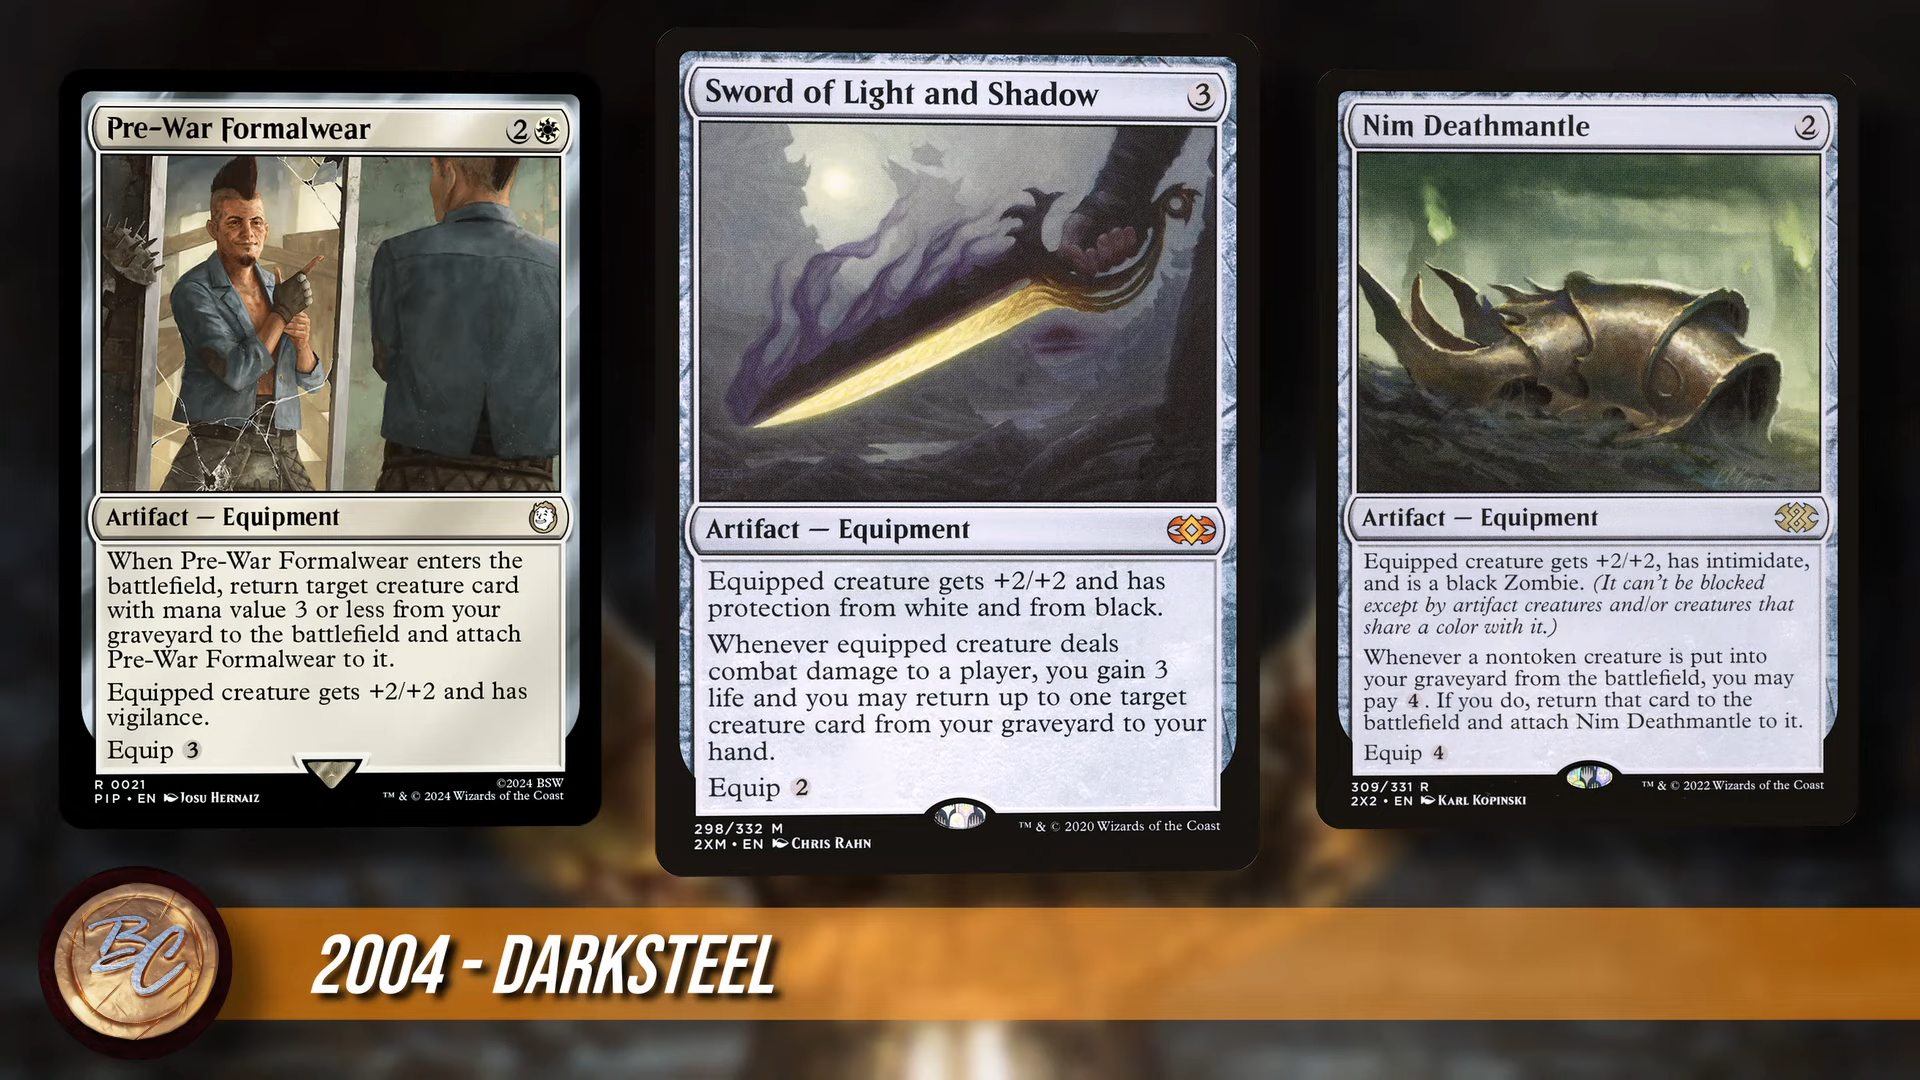 Pre-War Formalwear 2
Artifact — Equipment
When Pre-War Formalwear enters the
battlefield, return target creature card
with mana value 3 or less from your
graveyard to the battlefield and attach
Pre-War Formalwear to it.
Equipped creature gets +2/+2 and has
vigilance.
Equip 3
R 0021
PIP • EN Josu Hernaiz
©2024 BSW
™ & © 2024 Wizards of the Coast
Sword of Light and Shadow 3
Artifact — Equipment
Equipped creature gets +2/+2 and has
protection from white and from black.
Whenever equipped creature deals
combat damage to a player, you gain 3
life and you may return up to one target
creature card from your graveyard to your
hand.
Equip 2
298/332 M
2XM • EN Chris Rahn
™ & © 2020 Wizards of the Coast
Nim Deathmantle 2
Artifact — Equipment
Equipped creature gets +2/+2, has intimidate,
and is a black Zombie. (It can't be blocked
except by artifact creatures and/or creatures that
share a color with it.)
Whenever a nontoken creature is put into
your graveyard from the battlefield, you may
pay 4. If you do, return that card to the
battlefield and attach Nim Deathmantle to it.
Equip 4
309/331 R
2X2 • EN Karl Kopinski
™ & © 2022 Wizards of the Coast
BC
2004 - DARKSTEEL